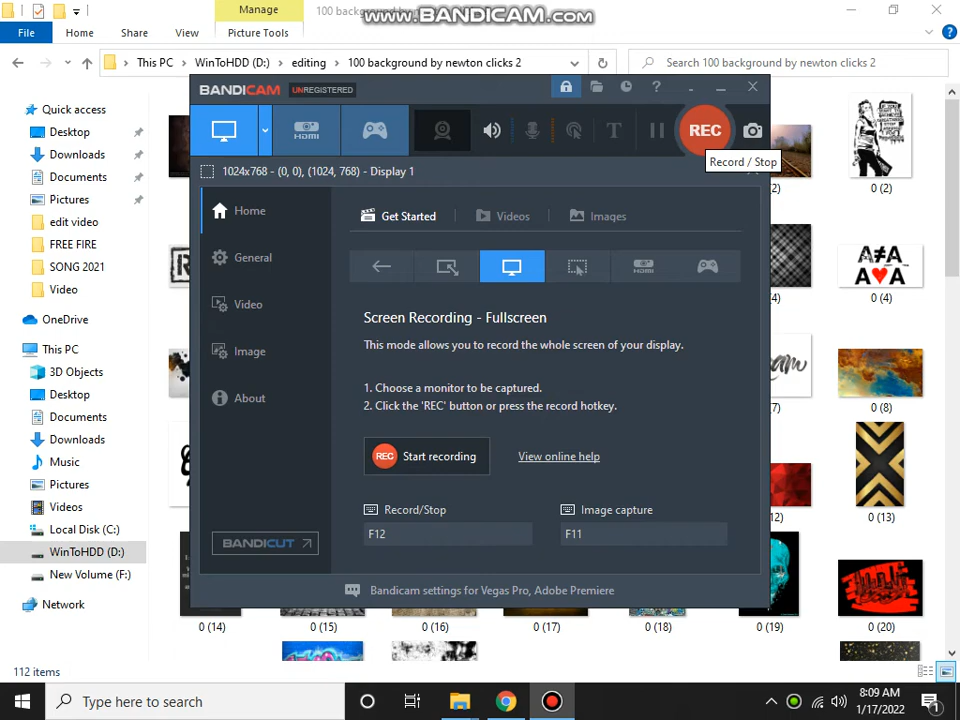 Manage
100 background by
WWW.BANDICAM.COM
File
Home
Share
View
Picture Tools
This PC
WinToHDD (D:)
editing
100 background by newton clicks 2
Search 100 background by newton clicks 2
BANDICAM
UNREGISTERED
HDMI
REC
Record / Stop
1024x768 - (0, 0), (1024, 768) - Display 1
Home
General
Video
Image
About
BANDICUT
Get Started
Videos
Images
HDMI
Screen Recording - Fullscreen
This mode allows you to record the whole screen of your display.
1. Choose a monitor to be captured.
2. Click the 'REC' button or press the record hotkey.
REC Start recording
View online help
Record/Stop
Image capture
F12
F11
Bandicam settings for Vegas Pro, Adobe Premiere
Quick access
Desktop
Downloads
Documents
Pictures
edit video
FREE FIRE
SONG 2021
Video
OneDrive
This PC
3D Objects
Desktop
Documents
Downloads
Music
Pictures
Videos
Local Disk (C:)
WinToHDD (D:)
New Volume (F:)
Network
0 (2)
0 (4)
A≠A
A♥A
0 (8)
0 (13)
0 (14)
0 (15)
0 (16)
0 (17)
0 (18)
0 (19)
0 (20)
112 items
Type here to search
8:09 AM
1/17/2022
1